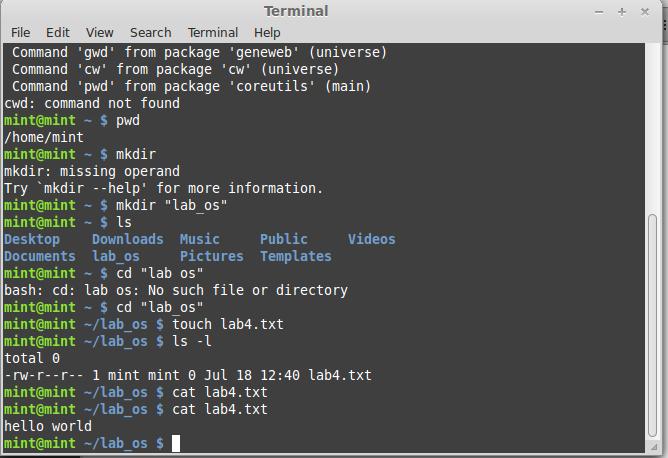 Terminal
File Edit View Search Terminal Help
 Command 'gwd' from package 'geneweb' (universe)
 Command 'cw' from package 'cw' (universe)
 Command 'pwd' from package 'coreutils' (main)
cwd: command not found
mint@mint ~ $ pwd
/home/mint
mint@mint ~ $ mkdir
mkdir: missing operand
Try `mkdir --help' for more information.
mint@mint ~ $ mkdir "lab_os"
mint@mint ~ $ ls
Desktop    Downloads  Music     Public     Videos
Documents  lab_os     Pictures  Templates
mint@mint ~ $ cd "lab os"
bash: cd: lab os: No such file or directory
mint@mint ~ $ cd "lab_os"
mint@mint ~/lab_os $ touch lab4.txt
mint@mint ~/lab_os $ ls -l
total 0
-rw-r--r-- 1 mint mint 0 Jul 18 12:40 lab4.txt
mint@mint ~/lab_os $ cat lab4.txt
mint@mint ~/lab_os $ cat lab4.txt
hello world
mint@mint ~/lab_os $